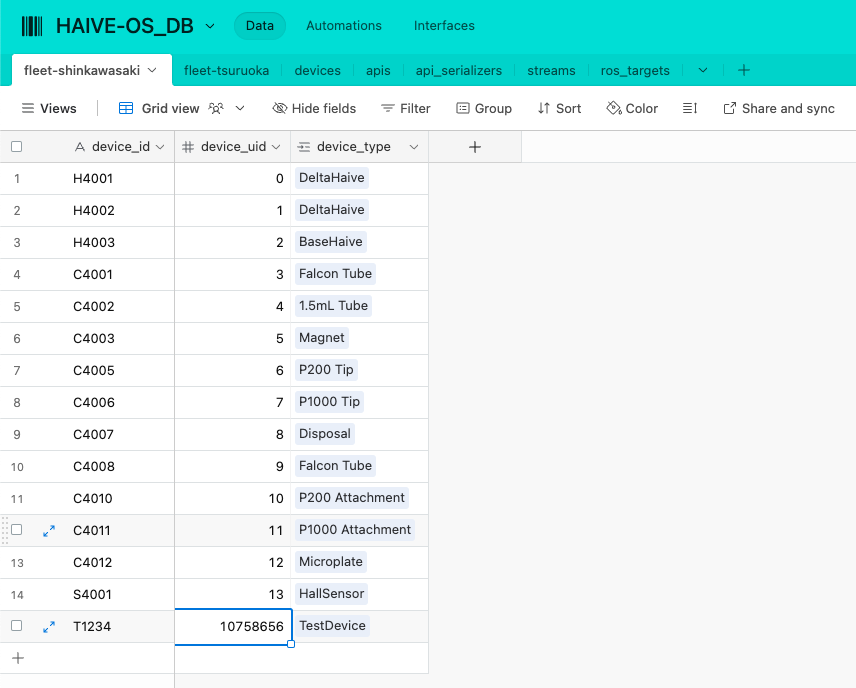 HAIVE-OS_DB Data Automations Interfaces
fleet-shinkawasaki fleet-tsuruoka devices apis api_serializers streams ros_targets
Views Grid view Hide fields Filter Group Sort Color Share and sync
device_id device_uid device_type
1 H4001 0 DeltaHaive
2 H4002 1 DeltaHaive
3 H4003 2 BaseHaive
4 C4001 3 Falcon Tube
5 C4002 4 1.5mL Tube
6 C4003 5 Magnet
7 C4005 6 P200 Tip
8 C4006 7 P1000 Tip
9 C4007 8 Disposal
10 C4008 9 Falcon Tube
11 C4010 10 P200 Attachment
C4011 11 P1000 Attachment
13 C4012 12 Microplate
14 S4001 13 HallSensor
T1234 10758656 TestDevice